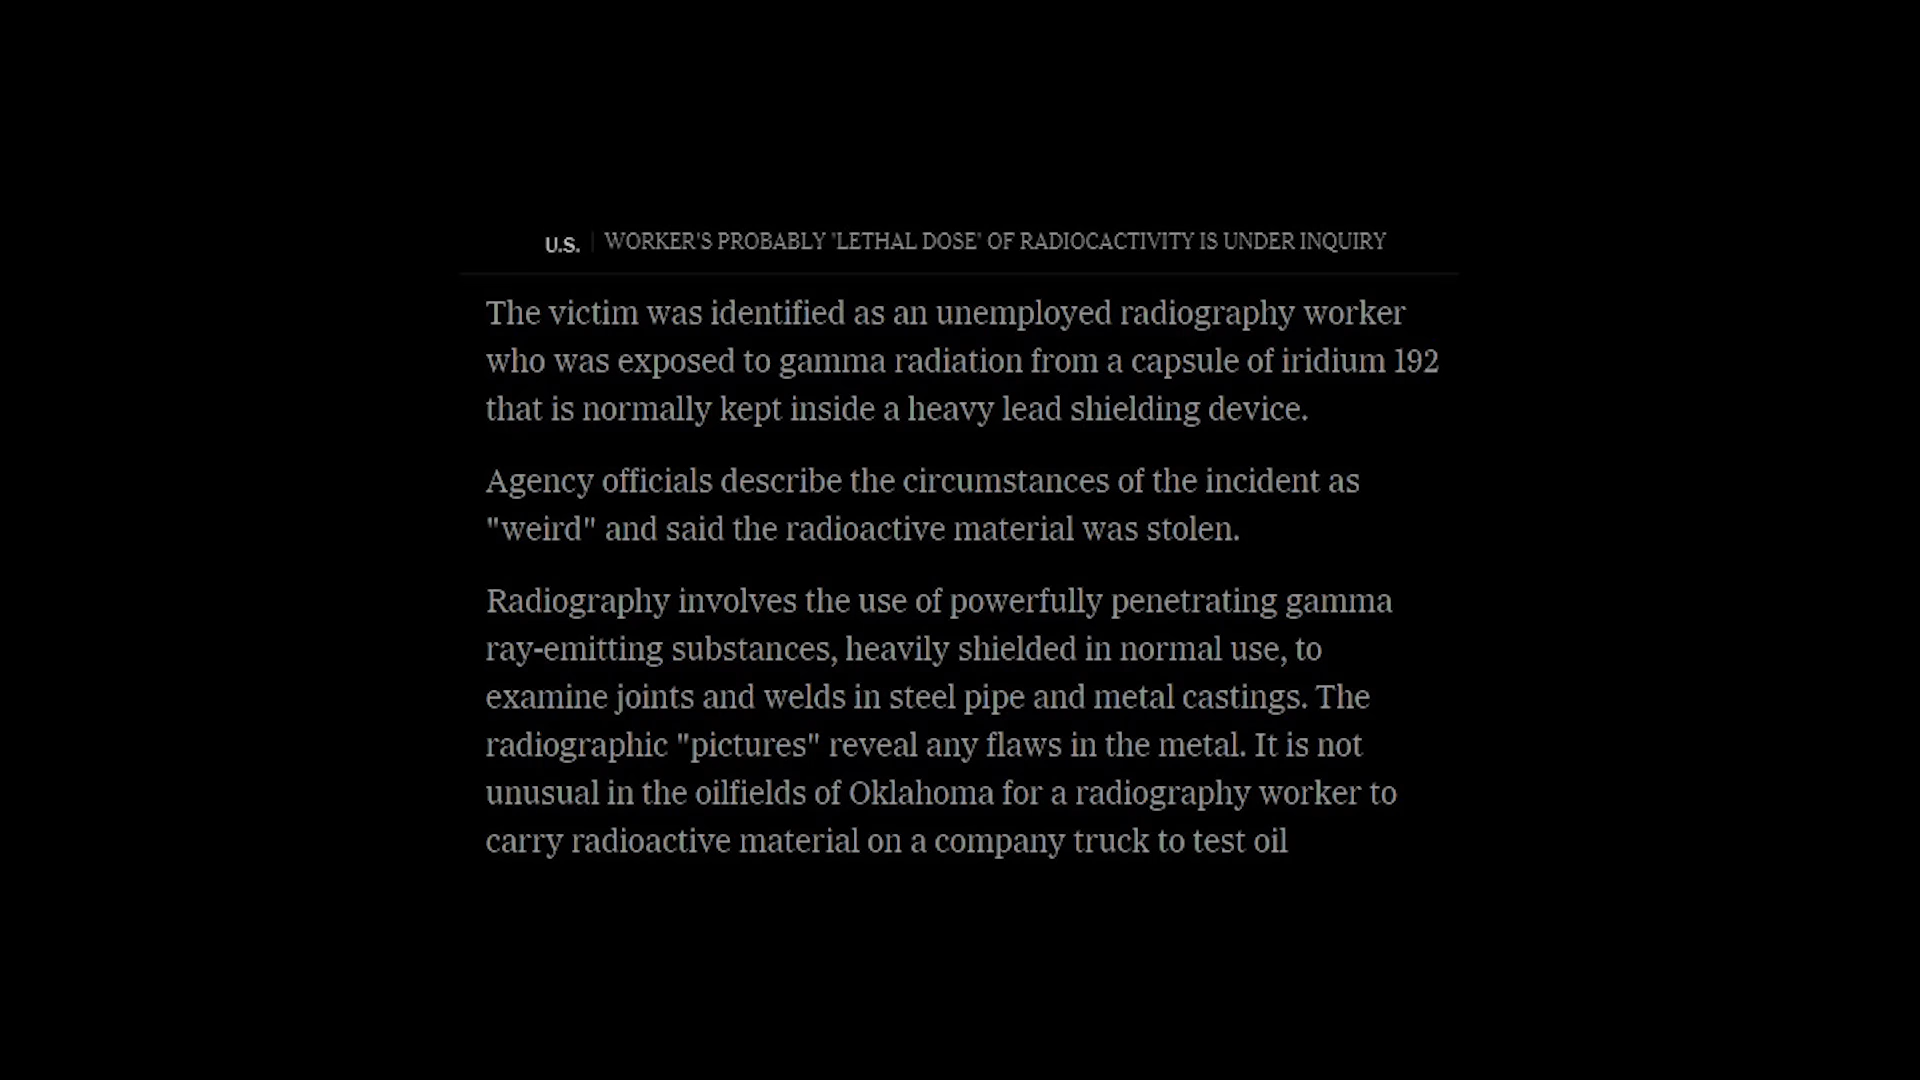 U.S. | WORKER'S PROBABLY 'LETHAL DOSE' OF RADIOCACTIVITY IS UNDER INQUIRY
The victim was identified as an unemployed radiography worker
who was exposed to gamma radiation from a capsule of iridium 192
that is normally kept inside a heavy lead shielding device.
Agency officials describe the circumstances of the incident as
"weird" and said the radioactive material was stolen.
Radiography involves the use of powerfully penetrating gamma
ray-emitting substances, heavily shielded in normal use, to
examine joints and welds in steel pipe and metal castings. The
radiographic "pictures" reveal any flaws in the metal. It is not
unusual in the oilfields of Oklahoma for a radiography worker to
carry radioactive material on a company truck to test oil